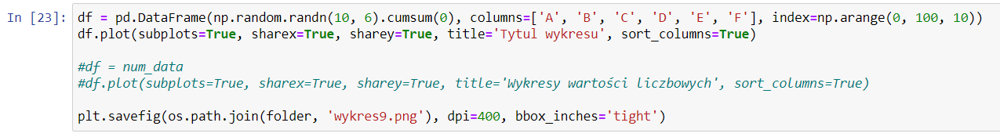 In [23]: df = pd.DataFrame(np.random.randn(10, 6).cumsum(0), columns=['A', 'B', 'C', 'D', 'E', 'F'], index=np.arange(0, 100, 10))
df.plot(subplots=True, sharex=True, sharey=True, title='Tytul wykresu', sort_columns=True)
#df = num_data
#df.plot(subplots=True, sharex=True, sharey=True, title='Wykresy wartości liczbowych', sort_columns=True)
plt.savefig(os.path.join(folder, 'wykres9.png'), dpi=400, bbox_inches='tight')